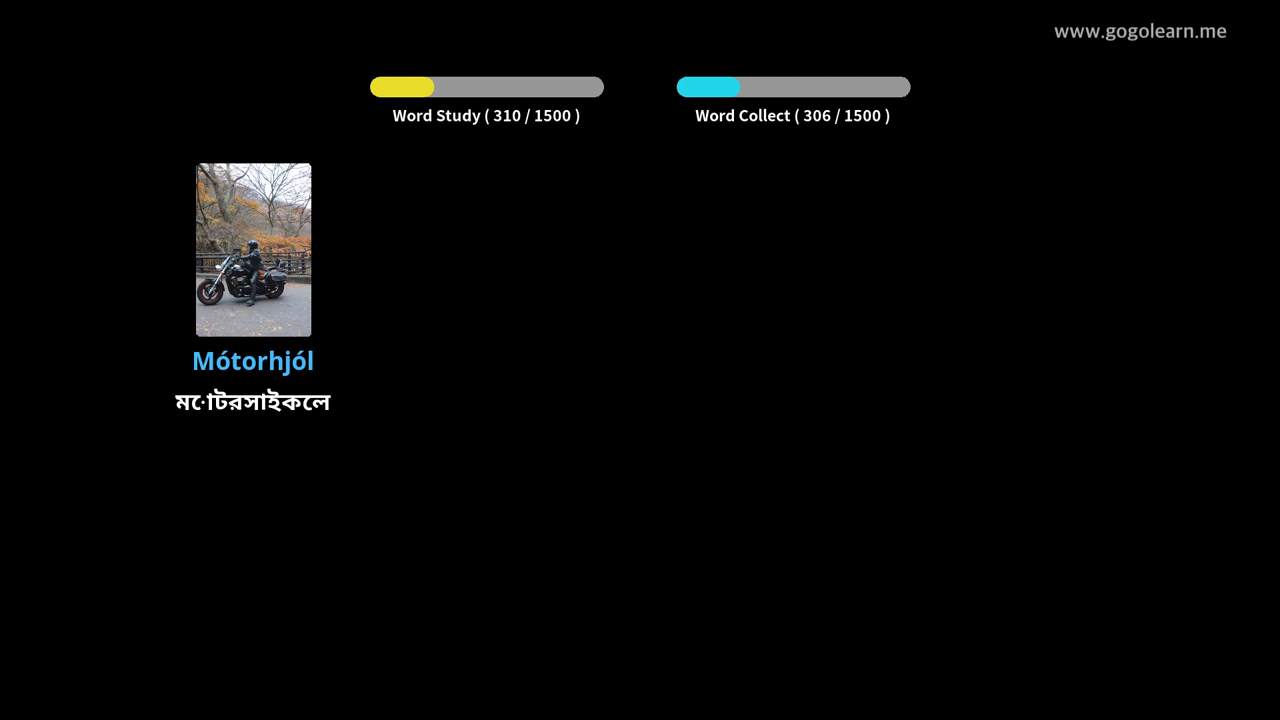 www.gogolearn.me
Word Study ( 310 / 1500 )
Word Collect ( 306 / 1500 )
Mótorhjól
মোটরসাইকেল